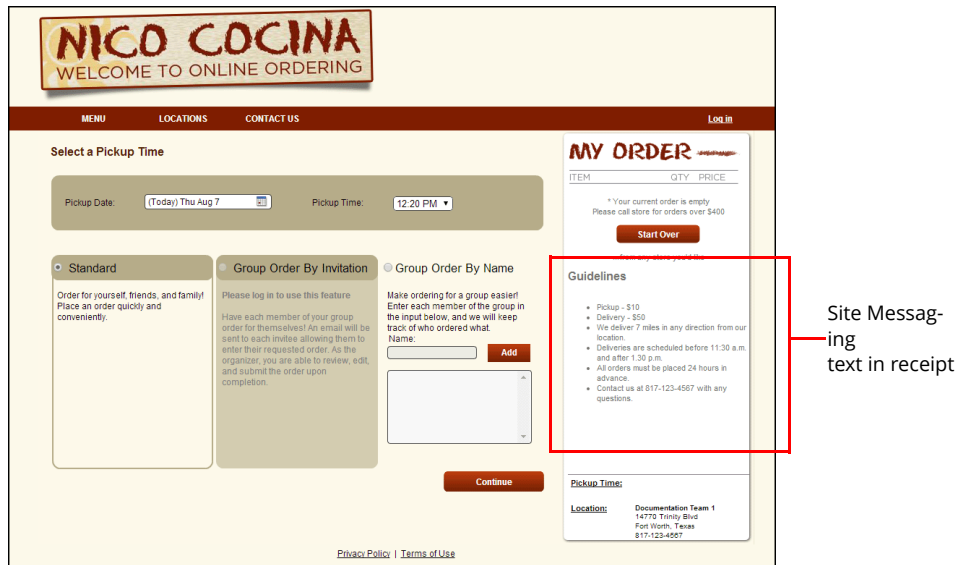 NICO COCINA
WELCOME TO ONLINE ORDERING
MENU LOCATIONS CONTACT US Log in
Select a Pickup Time
Pickup Date: (Today) Thu Aug 7 Pickup Time: 12:20 PM
Standard
Order for yourself, friends, and family!
Place an order quickly and
conveniently.
Group Order By Invitation
Please log in to use this feature
Have each member of your group
order for themselves! An email will be
sent to each invitee allowing them to
enter their requested order. As the
organizer, you are able to review, edit,
and submit the order upon
completion.
Group Order By Name
Make ordering for a group easier!
Enter each member of the group in
the input below, and we will keep
track of who ordered what.
Name:
Add
Continue
MY ORDER
ITEM QTY PRICE
* Your current order is empty
Please call store for orders over $400
Start Over
from any store you'd like
Guidelines
Pickup - $10
Delivery - $50
We deliver 7 miles in any direction from our
location.
Deliveries are scheduled before 11:30 a.m.
and after 1.30 p.m.
All orders must be placed 24 hours in
advance.
Contact us at 817-123-4567 with any
questions.
Pickup Time:
Location: Documentation Team 1
14770 Trinity Blvd
Fort Worth, Texas
817-123-4567
Privacy Policy | Terms of Use
Site Messag-
ing
text in receipt